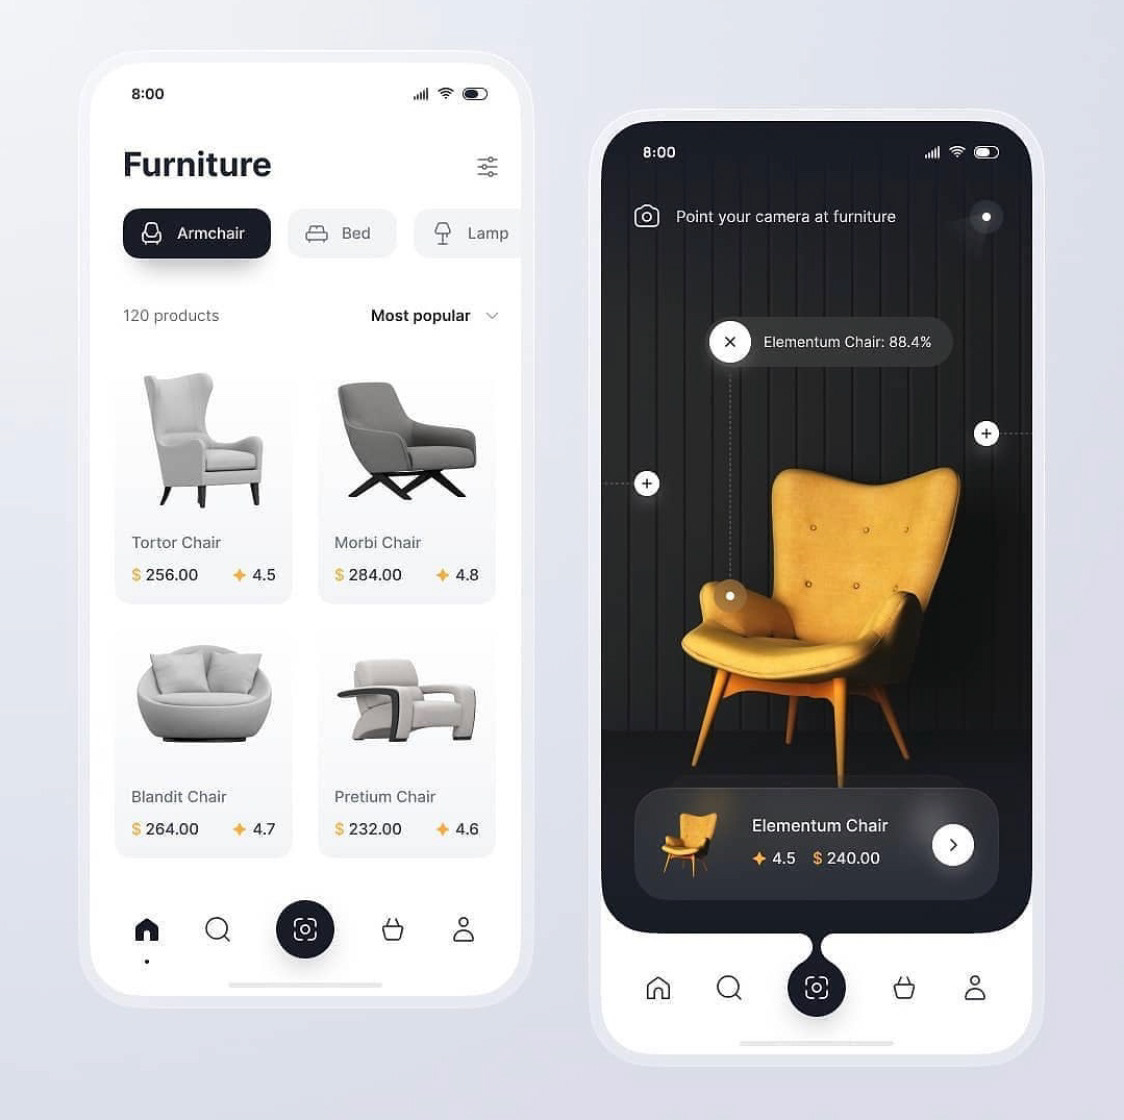 8:00
Furniture
Armchair Bed Lamp
120 products Most popular
Tortor Chair Morbi Chair
$ 256.00 4.5 $ 284.00 4.8
Blandit Chair Pretium Chair
$ 264.00 4.7 $ 232.00 4.6
8:00
Point your camera at furniture
Elementum Chair: 88.4%
Elementum Chair
4.5 $ 240.00